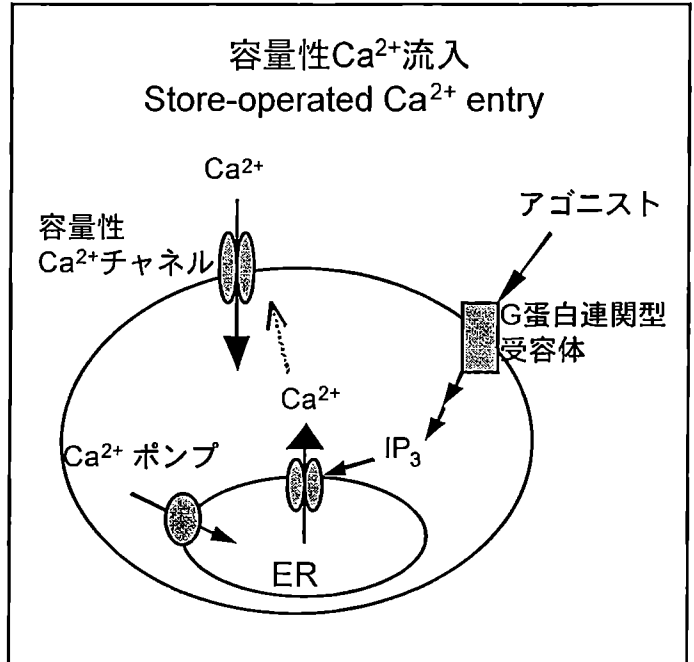 容量性Ca²⁺流入
Store-operated Ca²⁺ entry
Ca²⁺
アゴニスト
容量性
Ca²⁺チャネル
G蛋白連関型
受容体
Ca²⁺
IP₃
Ca²⁺ ポンプ
ER